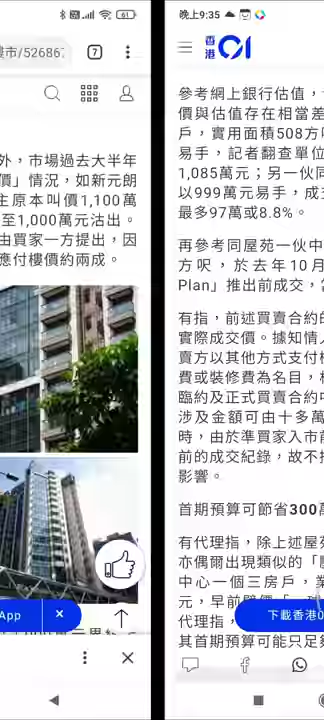 61
樓市/52686
7
外，市場過去大半年
價」情況，如新元朗
主原本叫價1,100萬
至1,000萬元沽出。
由買家一方提出，因
應付樓價約兩成。
App
×
晚上9:35
香港01
參考網上銀行估值，
價與估值存在相當差
戶，實用面積508方
易手，記者翻查單位
1,085萬元；另一伙同
以999萬元易手，成
最多97萬或8.8%。
再參考同屋苑一伙中
方呎，於去年10月
Plan」推出前成交，
有指，前述買賣合約
實際成交價。據知情人
賣方以其他方式支付
費或裝修費為名目，
臨約及正式買賣合約
涉及金額可由十多萬
時，由於準買家入市前
前的成交紀錄，故不
影響。
首期預算可節省300萬
有代理指，除上述屋
亦偶爾出現類似的「
中心一個三房戶，業
元，早前
代理指，
下載香港0
其首期預算可能只足夠